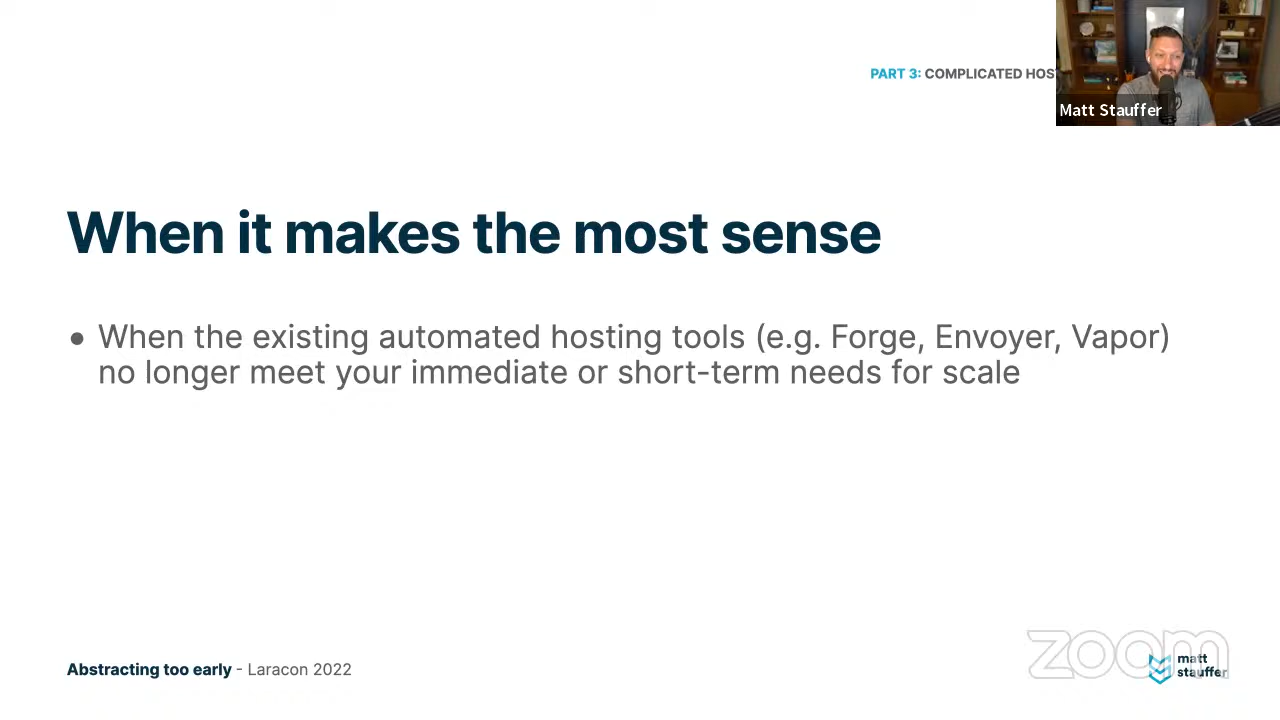 PART 3: COMPLICATED HOS
Matt Stauffer
When it makes the most sense
• When the existing automated hosting tools (e.g. Forge, Envoyer, Vapor)
no longer meet your immediate or short-term needs for scale
Abstracting too early - Laracon 2022
zoom
matt
stauffer